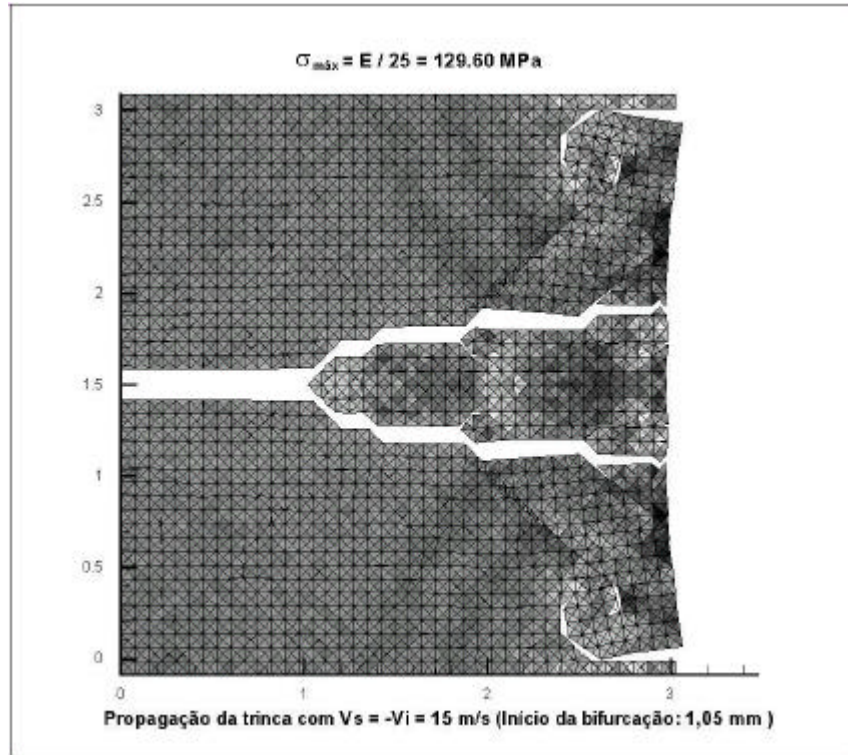 σmáx = E / 25 = 129.60 MPa
3
2.5
2
1.5
1
0.5
0
0 1 2 3
Propagação da trinca com Vs = -Vi = 15 m/s (Início da bifurcação: 1,05 mm )